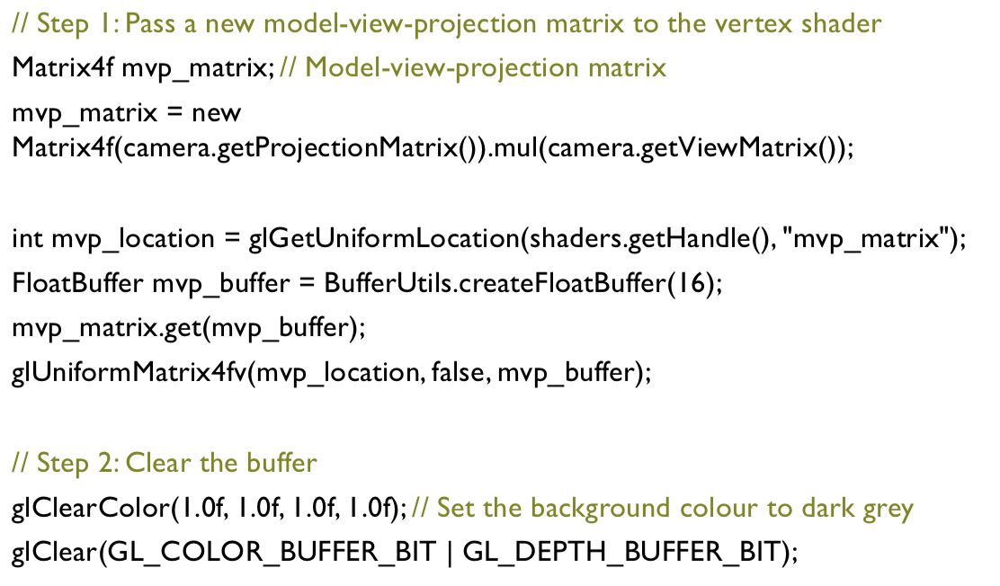 // Step 1: Pass a new model-view-projection matrix to the vertex shader
Matrix4f mvp_matrix; // Model-view-projection matrix
mvp_matrix = new
Matrix4f(camera.getProjectionMatrix()).mul(camera.getViewMatrix());
int mvp_location = glGetUniformLocation(shaders.getHandle(), "mvp_matrix");
FloatBuffer mvp_buffer = BufferUtils.createFloatBuffer(16);
mvp_matrix.get(mvp_buffer);
glUniformMatrix4fv(mvp_location, false, mvp_buffer);
// Step 2: Clear the buffer
glClearColor(1.0f, 1.0f, 1.0f, 1.0f); // Set the background colour to dark grey
glClear(GL_COLOR_BUFFER_BIT | GL_DEPTH_BUFFER_BIT);